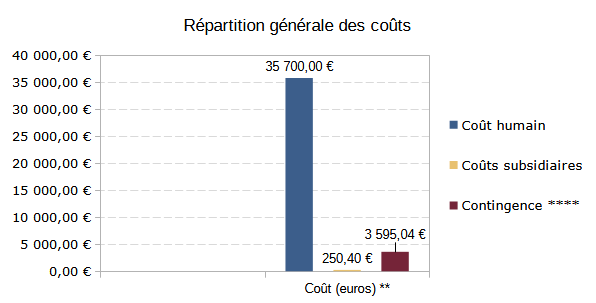 Répartition générale des coûts
40 000,00 €
35 000,00 €
30 000,00 €
25 000,00 €
20 000,00 €
15 000,00 €
10 000,00 €
5 000,00 €
0,00 €
35 700,00 €
250,40 €
3 595,04 €
Coût (euros) **
Coût humain
Coûts subsidiaires
Contingence ****